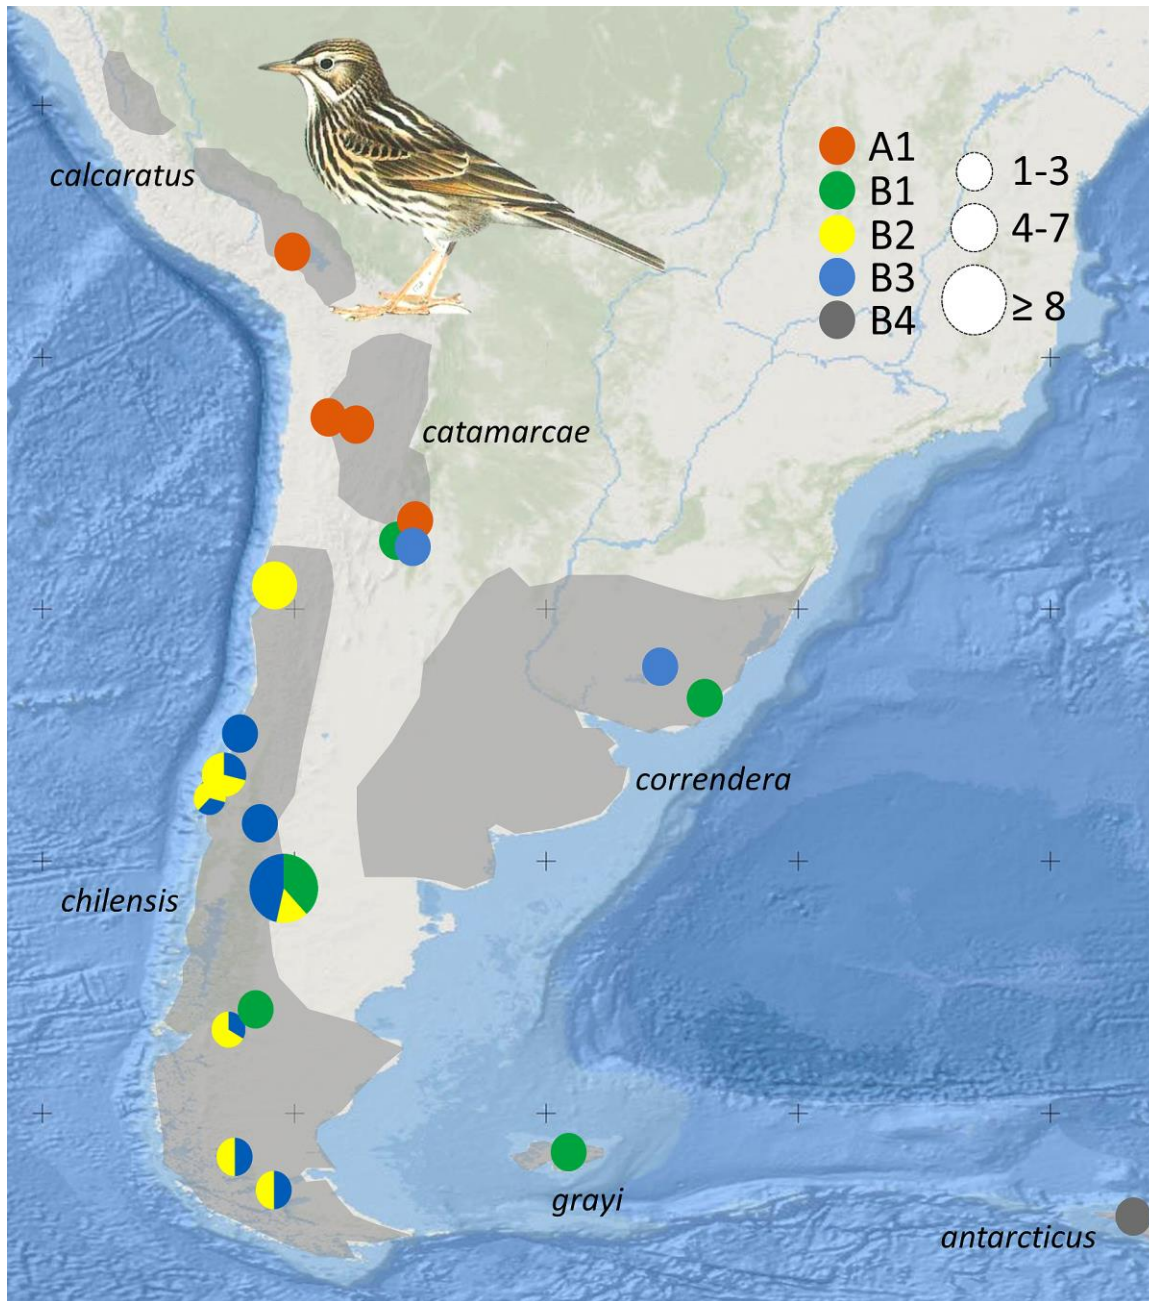 A1
B1
B2
B3
B4
1-3
4-7
≥ 8
calcaratus
catamarcae
correndera
chilensis
grayi
antarcticus